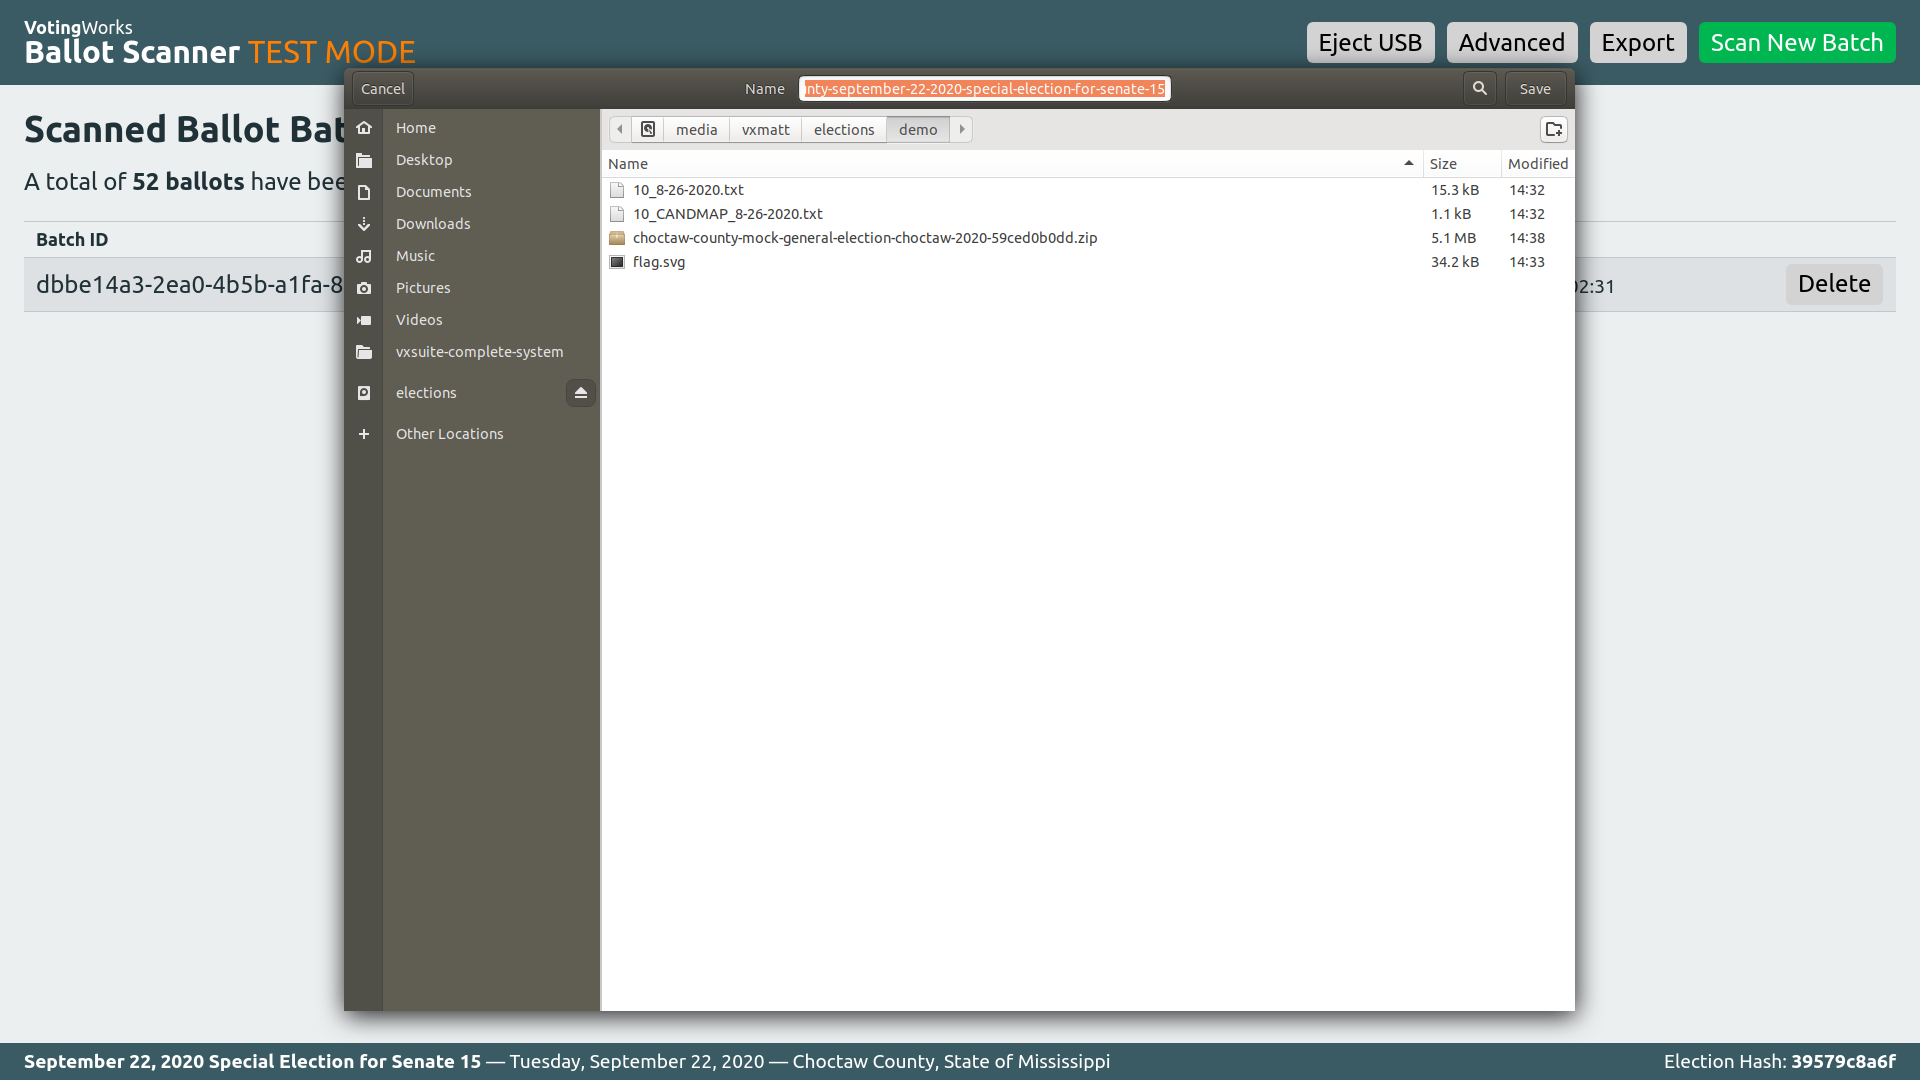 VotingWorks
Ballot Scanner TEST MODE
Eject USB
Advanced
Export
Scan New Batch
Cancel
Name
nty-september-22-2020-special-election-for-senate-15
Save
Scanned Ballot Bat
A total of 52 ballots have bee
Batch ID
dbbe14a3-2ea0-4b5b-a1fa-8
02:31
Delete
Home
Desktop
Documents
Downloads
Music
Pictures
Videos
vxsuite-complete-system
elections
Other Locations
media
vxmatt
elections
demo
Name
Size
Modified
10_8-26-2020.txt
15.3 kB
14:32
10_CANDMAP_8-26-2020.txt
1.1 kB
14:32
choctaw-county-mock-general-election-choctaw-2020-59ced0b0dd.zip
5.1 MB
14:38
flag.svg
34.2 kB
14:33
September 22, 2020 Special Election for Senate 15 — Tuesday, September 22, 2020 — Choctaw County, State of Mississippi
Election Hash: 39579c8a6f